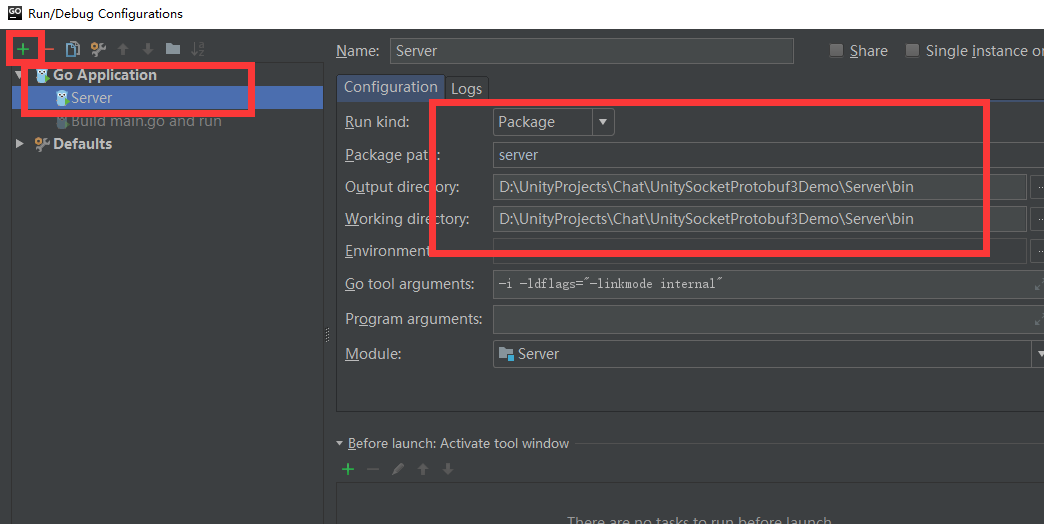 GO Run/Debug Configurations
Name: Server Share Single instance
Go Application
Server
Build main.go and run
Defaults
Configuration Logs
Run kind: Package
Package path: server
Output directory: D:\UnityProjects\Chat\UnitySocketProtobuf3Demo\Server\bin
Working directory: D:\UnityProjects\Chat\UnitySocketProtobuf3Demo\Server\bin
Environment
Go tool arguments: -i -ldflags="-linkmode internal"
Program arguments:
Module: Server
Before launch: Activate tool window
There are no tasks to run before launch